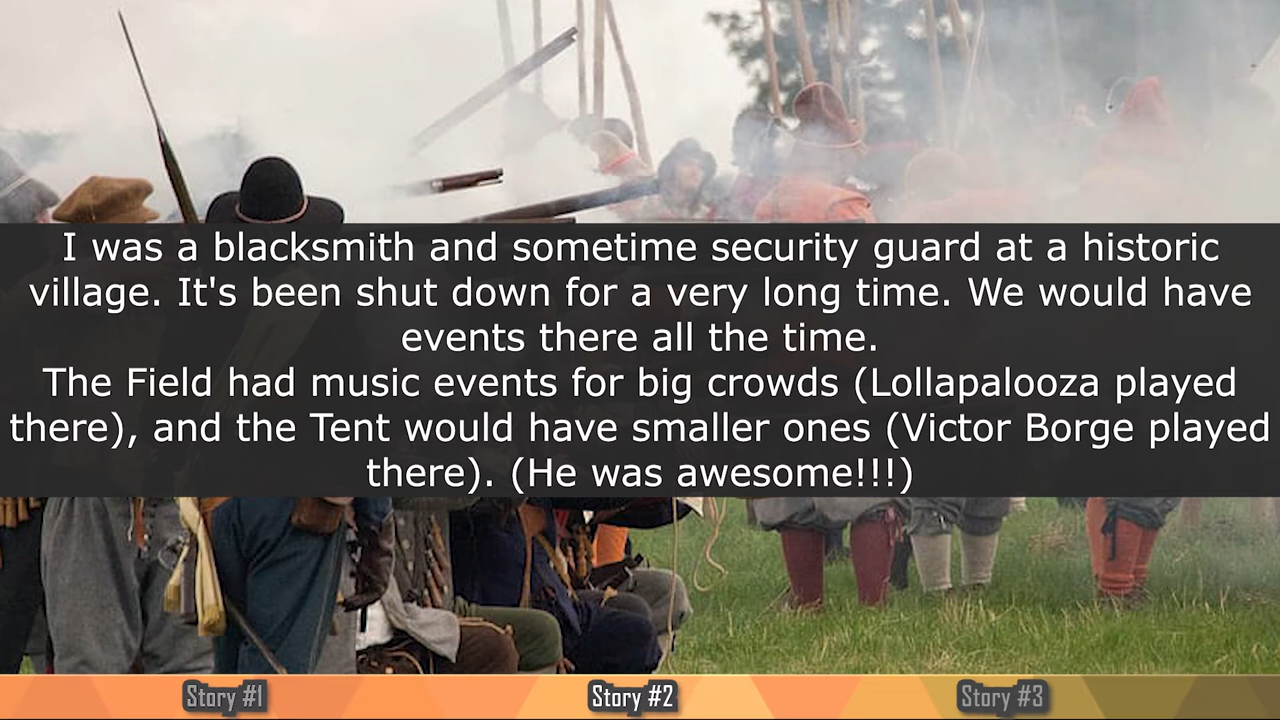 I was a blacksmith and sometime security guard at a historic
village. It's been shut down for a very long time. We would have
events there all the time.
The Field had music events for big crowds (Lollapalooza played
there), and the Tent would have smaller ones (Victor Borge played
there). (He was awesome!!!)
Story #1
Story #2
Story #3